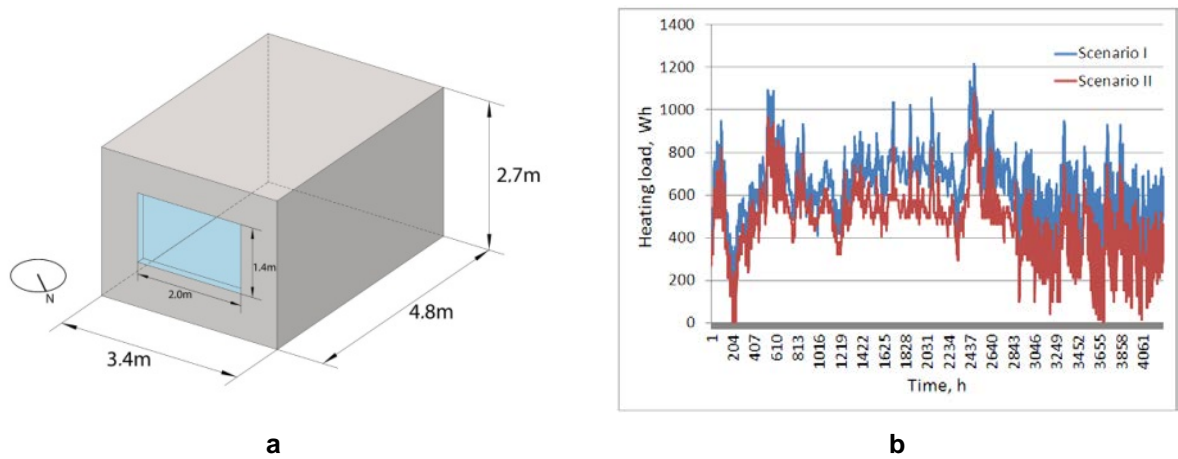 2.7m
1.4m
2.0m
N
4.8m
3.4m
a
1400
1200
1000
800
600
400
200
0
Heating load, Wh
Scenario I
Scenario II
1
204
407
610
813
1016
1219
1422
1625
1828
2031
2234
2437
2640
2843
3046
3249
3452
3655
3858
4061
Time, h
b